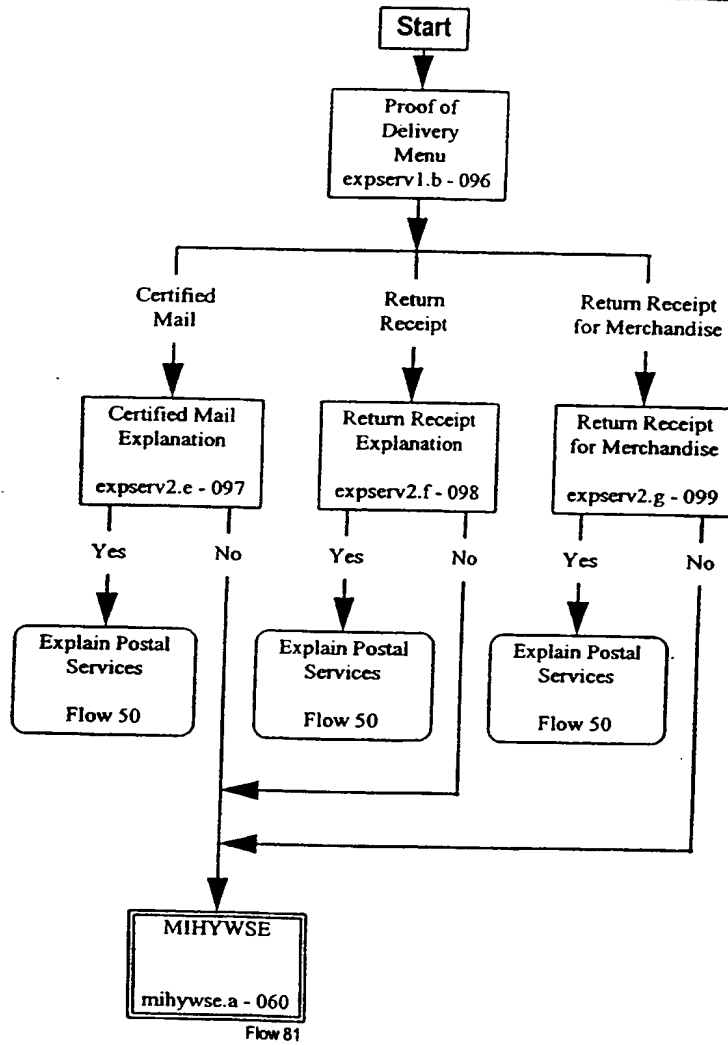 Start
Proof of
Delivery
Menu
expserv1.b - 096
Certified
Mail
Return
Receipt
Return Receipt
for Merchandise
Certified Mail
Explanation
expserv2.e - 097
Return Receipt
Explanation
expserv2.f - 098
Return Receipt
for Merchandise
expserv2.g - 099
Yes
No
Yes
No
Yes
No
Explain Postal
Services
Flow 50
Explain Postal
Services
Flow 50
Explain Postal
Services
Flow 50
MIHYWSE
mihywse.a - 060
Flow 81